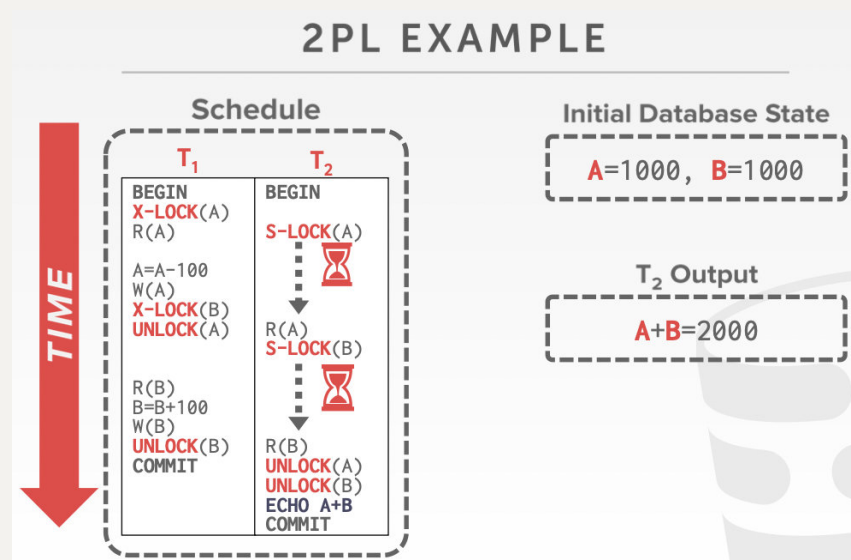 2PL EXAMPLE
Schedule
T1
T2
BEGIN
X-LOCK(A)
R(A)
A=A-100
W(A)
X-LOCK(B)
UNLOCK(A)
R(B)
B=B+100
W(B)
UNLOCK(B)
COMMIT
BEGIN
S-LOCK(A)
R(A)
S-LOCK(B)
R(B)
UNLOCK(A)
UNLOCK(B)
ECHO A+B
COMMIT
TIME
Initial Database State
A=1000, B=1000
T2 Output
A+B=2000